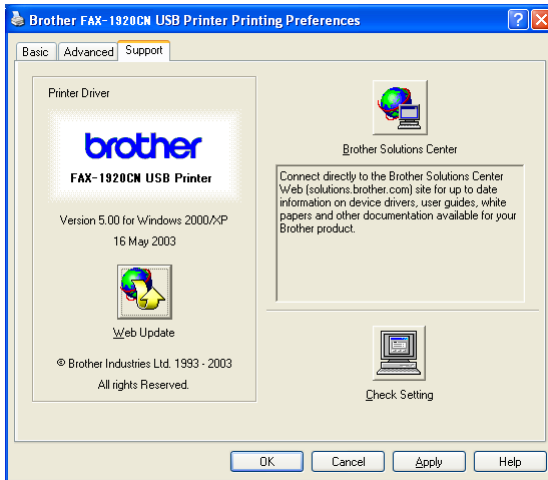 Brother FAX-1920CN USB Printer Printing Preferences
Basic
Advanced
Support
Printer Driver
brother
FAX-1920CN USB Printer
Version 5.00 for Windows 2000/XP
16 May 2003
Web Update
© Brother Industries Ltd. 1993 - 2003
All rights Reserved.
Brother Solutions Center
Connect directly to the Brother Solutions Center
Web (solutions.brother.com) site for up to date
information on device drivers, user guides, white
papers and other documentation available for your
Brother product.
Check Setting
OK
Cancel
Apply
Help